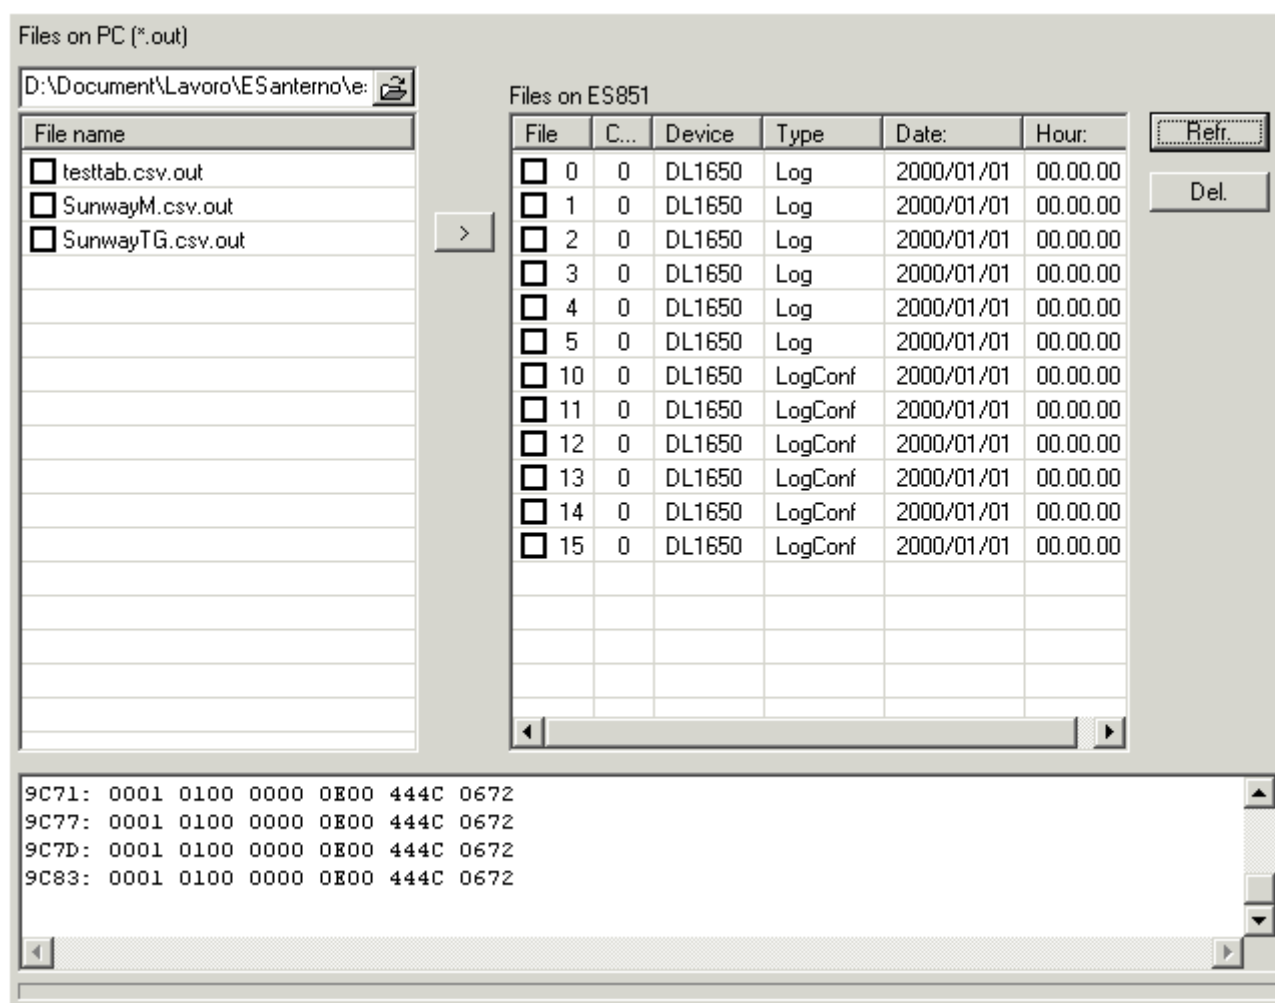 Files on PC (*.out)
D:\Document\Lavoro\ESanterno\e:
File name
testtab.csv.out
SunwayM.csv.out
SunwayTG.csv.out
>
Files on ES851
File C... Device Type Date: Hour:
0 0 DL1650 Log 2000/01/01 00.00.00
1 0 DL1650 Log 2000/01/01 00.00.00
2 0 DL1650 Log 2000/01/01 00.00.00
3 0 DL1650 Log 2000/01/01 00.00.00
4 0 DL1650 Log 2000/01/01 00.00.00
5 0 DL1650 Log 2000/01/01 00.00.00
10 0 DL1650 LogConf 2000/01/01 00.00.00
11 0 DL1650 LogConf 2000/01/01 00.00.00
12 0 DL1650 LogConf 2000/01/01 00.00.00
13 0 DL1650 LogConf 2000/01/01 00.00.00
14 0 DL1650 LogConf 2000/01/01 00.00.00
15 0 DL1650 LogConf 2000/01/01 00.00.00
Refr.
Del.
9C71: 0001 0100 0000 0E00 444C 0672
9C77: 0001 0100 0000 0E00 444C 0672
9C7D: 0001 0100 0000 0E00 444C 0672
9C83: 0001 0100 0000 0E00 444C 0672